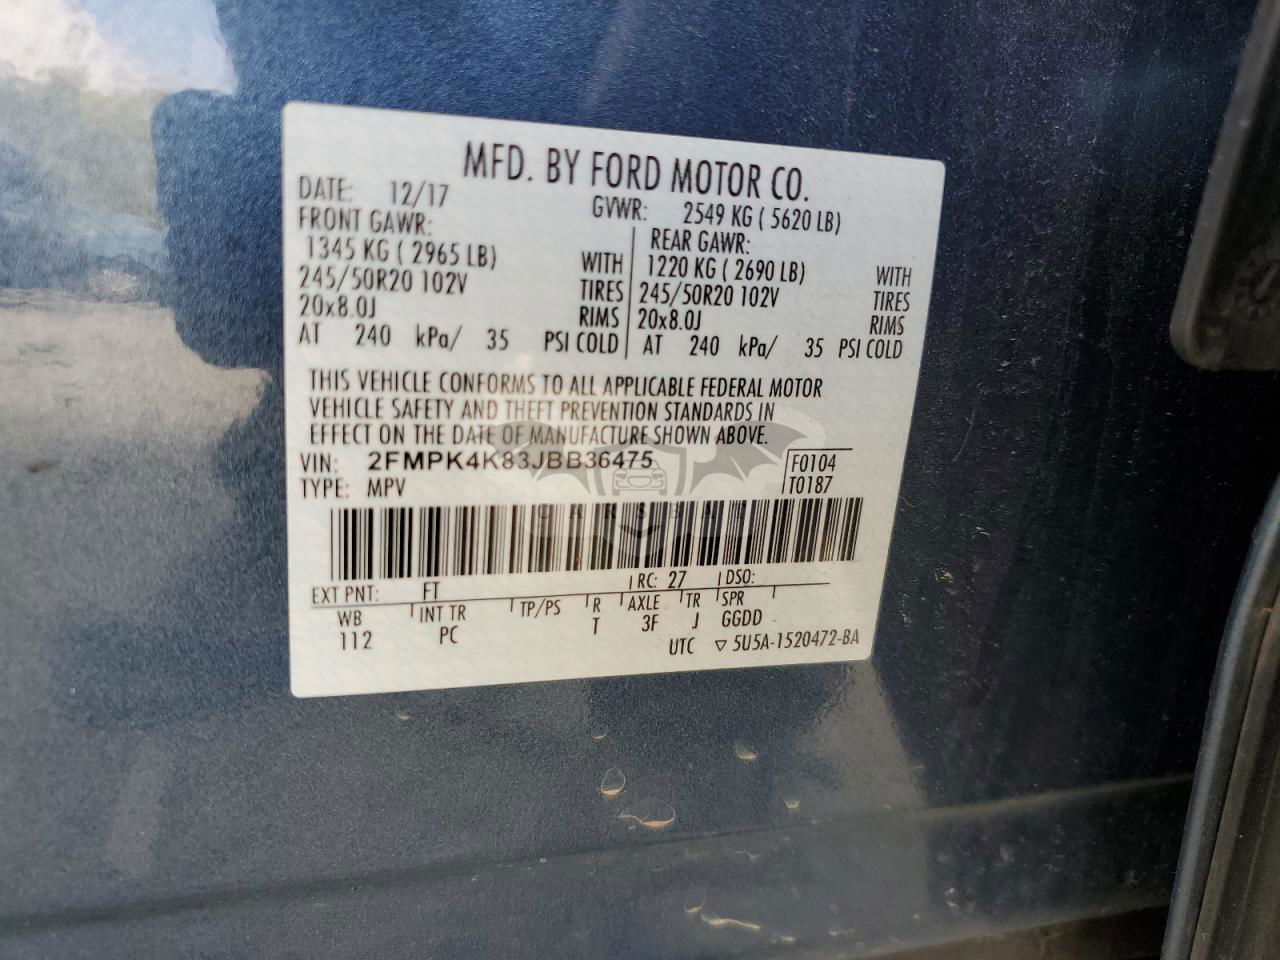 MFD. BY FORD MOTOR CO.
DATE: 12/17 GVWR: 2549 KG ( 5620 LB)
FRONT GAWR: REAR GAWR:
1345 KG ( 2965 LB) WITH 1220 KG ( 2690 LB) WITH
245/50R20 102V TIRES 245/50R20 102V TIRES
20x8.0J RIMS 20x8.0J RIMS
AT 240 kPa/ 35 PSI COLD AT 240 kPa/ 35 PSI COLD
THIS VEHICLE CONFORMS TO ALL APPLICABLE FEDERAL MOTOR
VEHICLE SAFETY AND THEFT PREVENTION STANDARDS IN
EFFECT ON THE DATE OF MANUFACTURE SHOWN ABOVE.
VIN: 2FMPK4K83JBB36475 F0104
TYPE: MPV T0187
CARSBAT
EXT PNT: FT RC: 27 DSO:
WB INT TR TP/PS R AXLE TR SPR
112 PC T 3F J GGDD
UTC ▽ 5U5A-1520472-BA